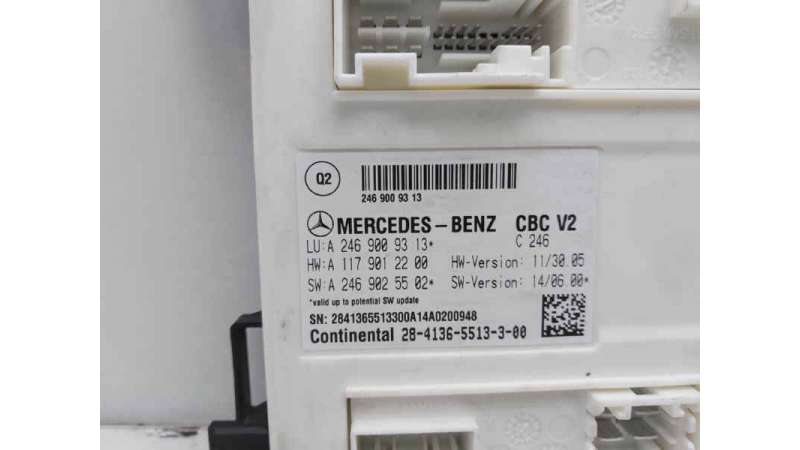 Q2
246 900 93 13
MERCEDES-BENZ CBC V2
LU:A 246 900 9313* C 246
HW:A 117 901 22 00 HW-Version: 11/30.05
SW:A 246 902 55 02* SW-Version: 14/06.00*
*valid up to potential SW update
SN: 2841365513300A14A0200948
Continental 28-4136-5513-3-00